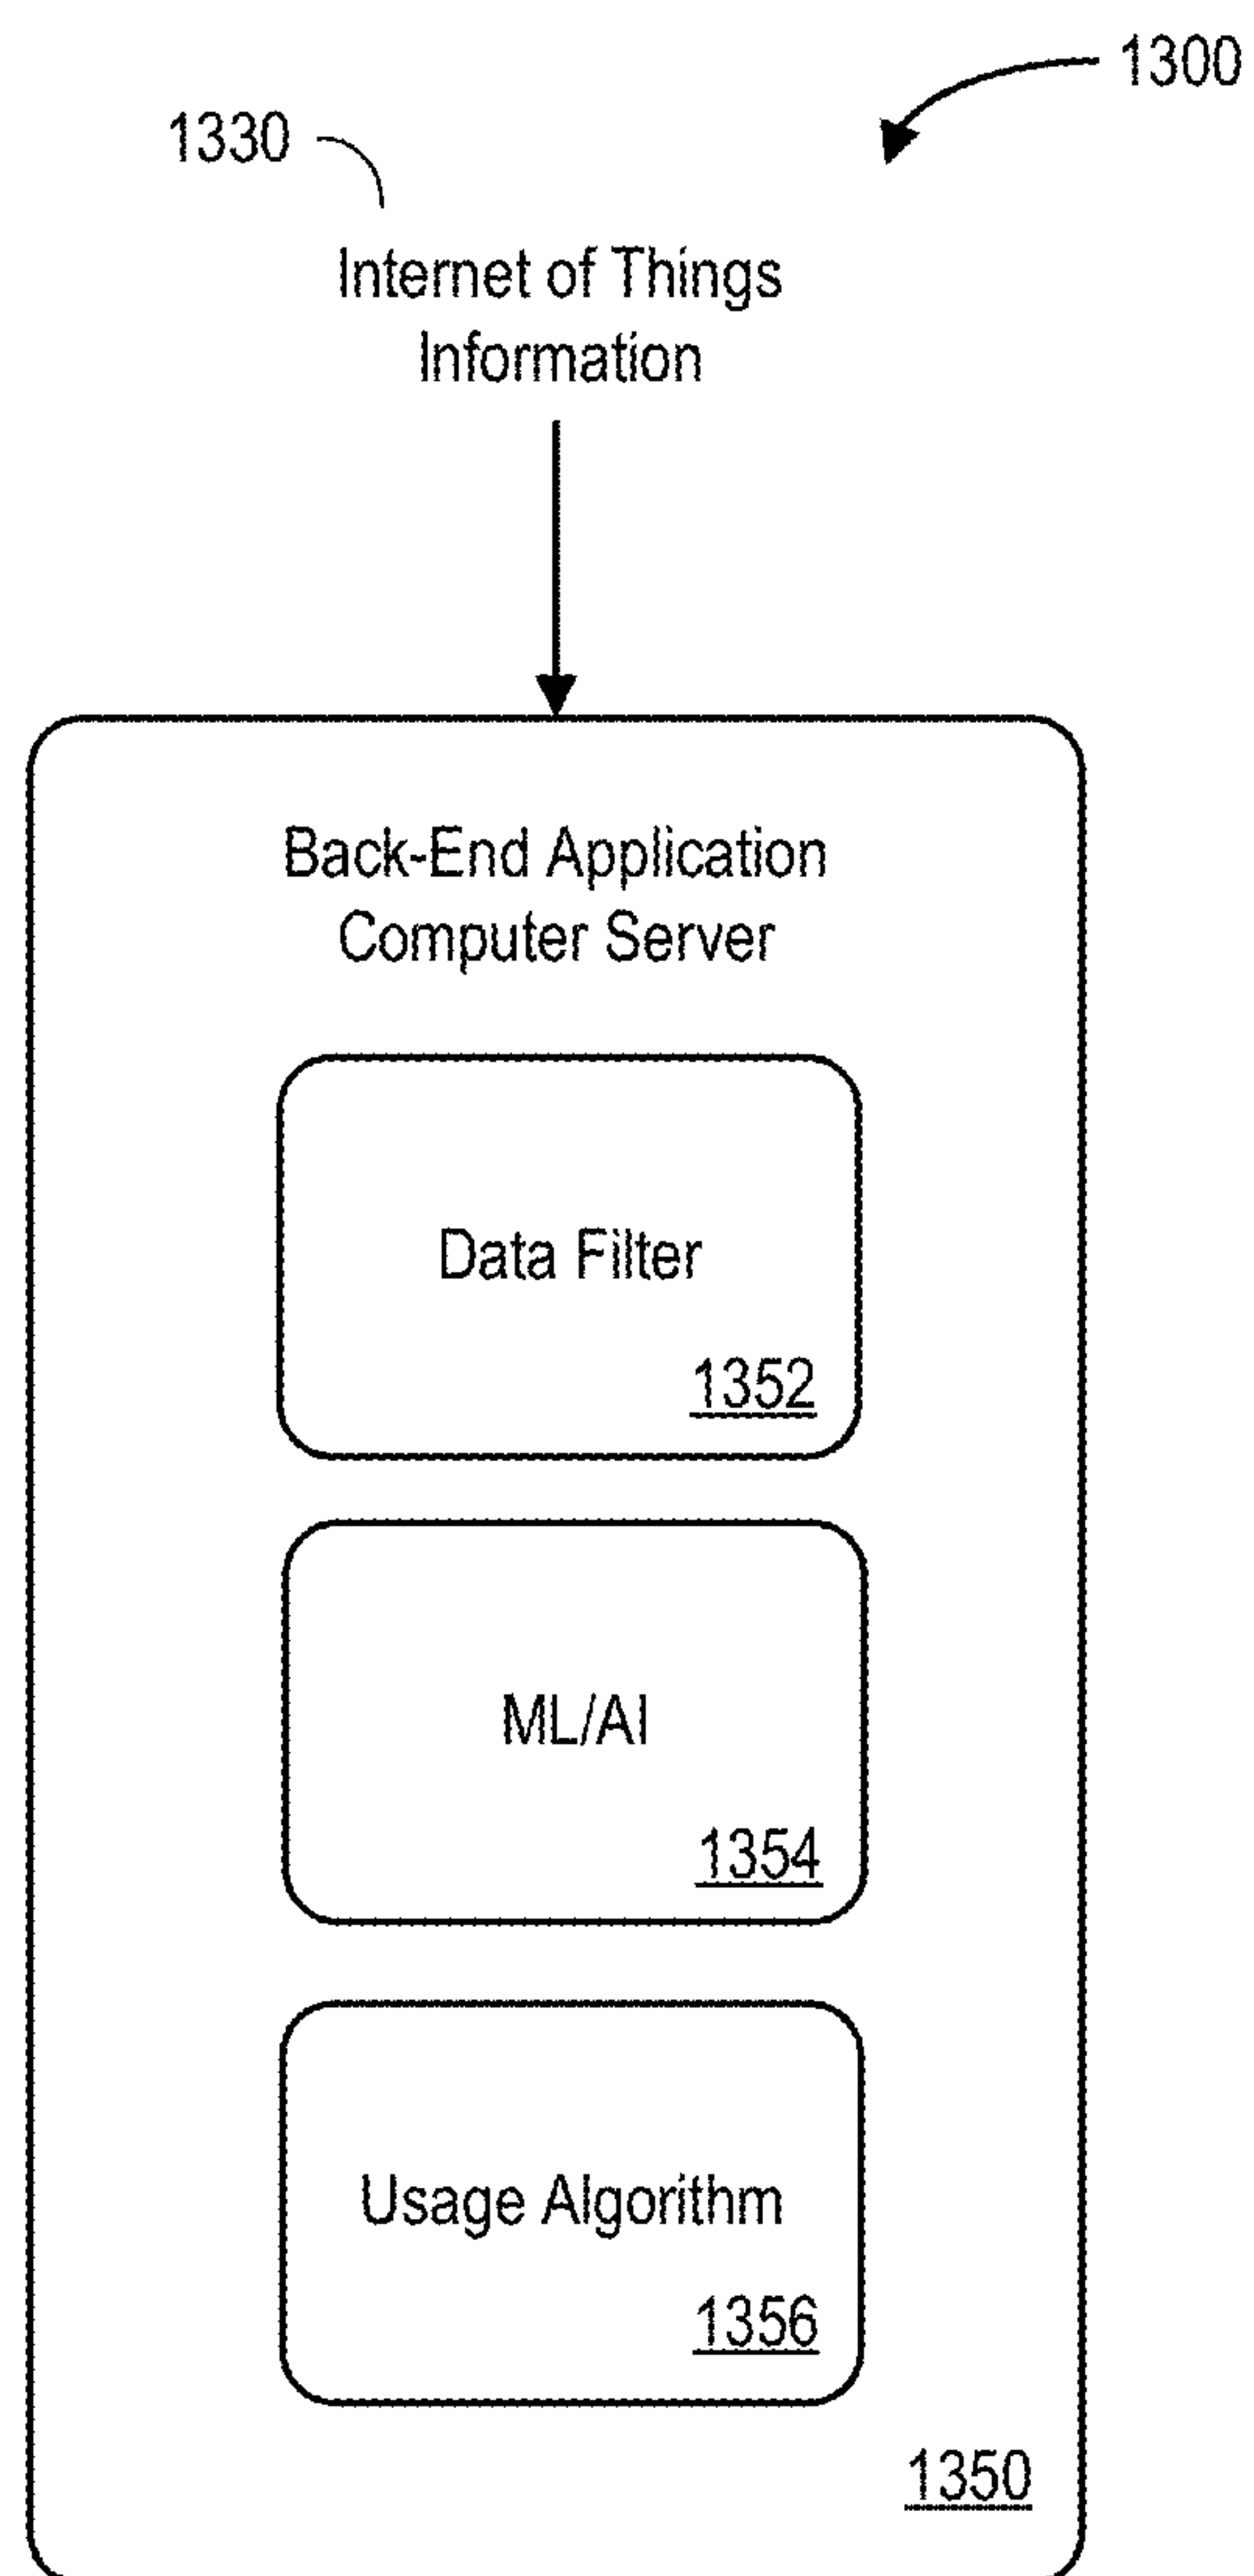 1300
1330
Internet of Things
Information
Back-End Application
Computer Server
Data Filter
1352
ML/AI
1354
Usage Algorithm
1356
1350